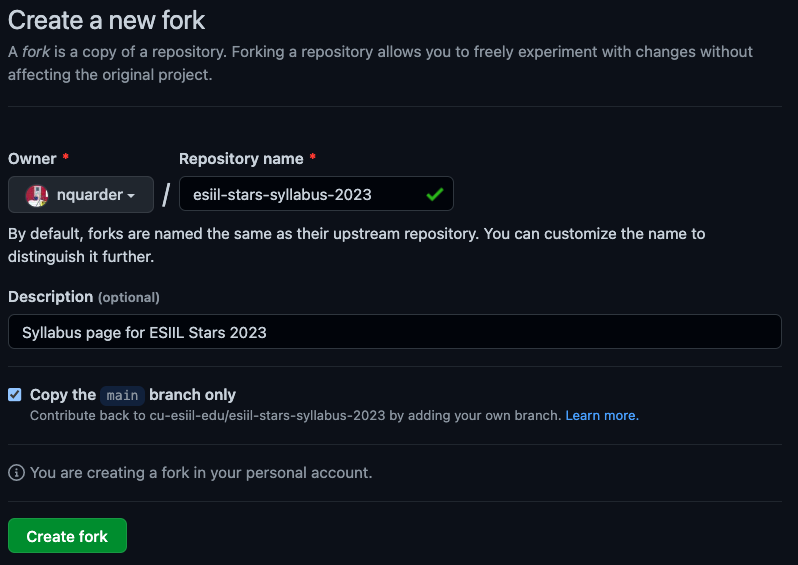 Create a new fork
A fork is a copy of a repository. Forking a repository allows you to freely experiment with changes without
affecting the original project.
Owner *
Repository name *
nquarder
/
esiil-stars-syllabus-2023
By default, forks are named the same as their upstream repository. You can customize the name to
distinguish it further.
Description (optional)
Syllabus page for ESIIL Stars 2023
Copy the main branch only
Contribute back to cu-esiil-edu/esiil-stars-syllabus-2023 by adding your own branch. Learn more.
You are creating a fork in your personal account.
Create fork